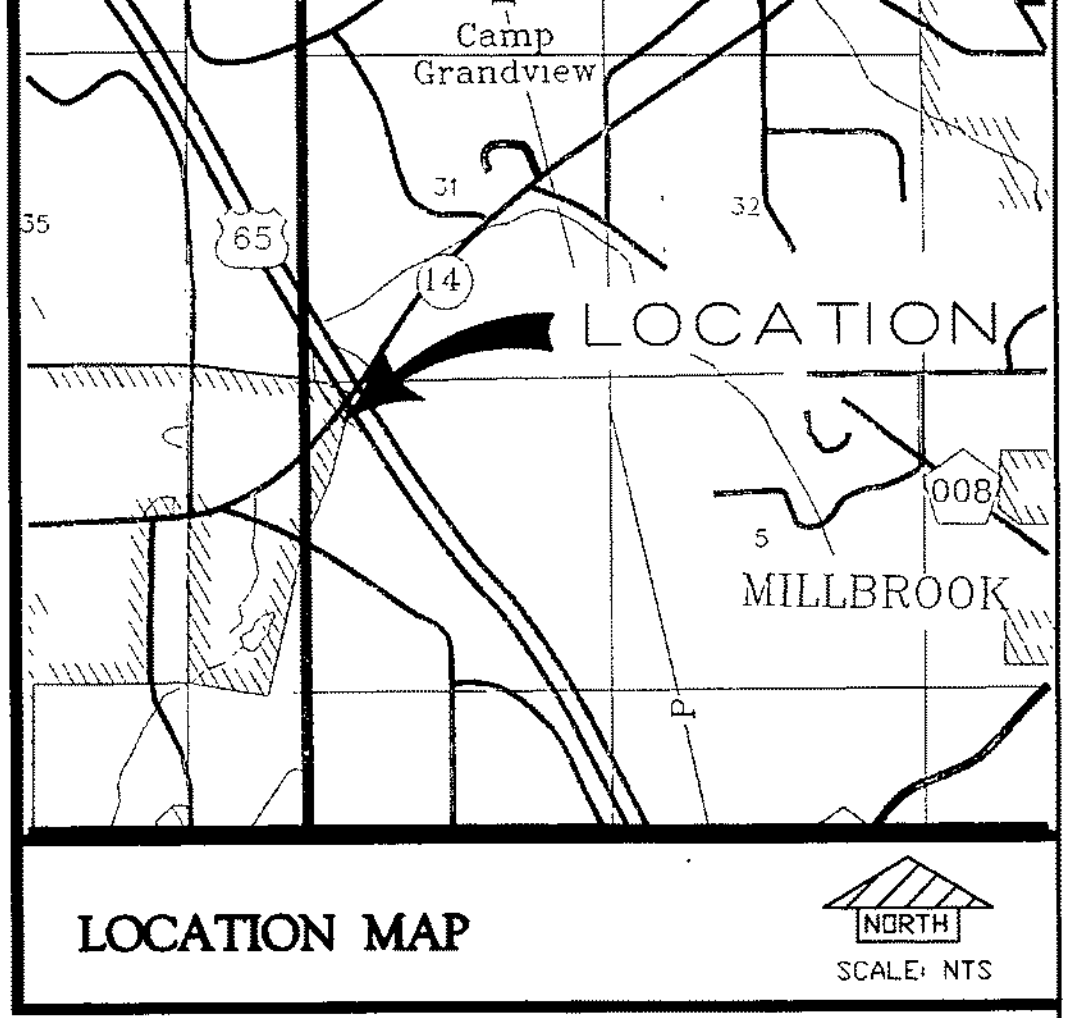 Camp
Grandview
31
32
35
65
14
LOCATION
008
5
MILLBROOK
P
LOCATION MAP
NORTH
SCALE: NTS